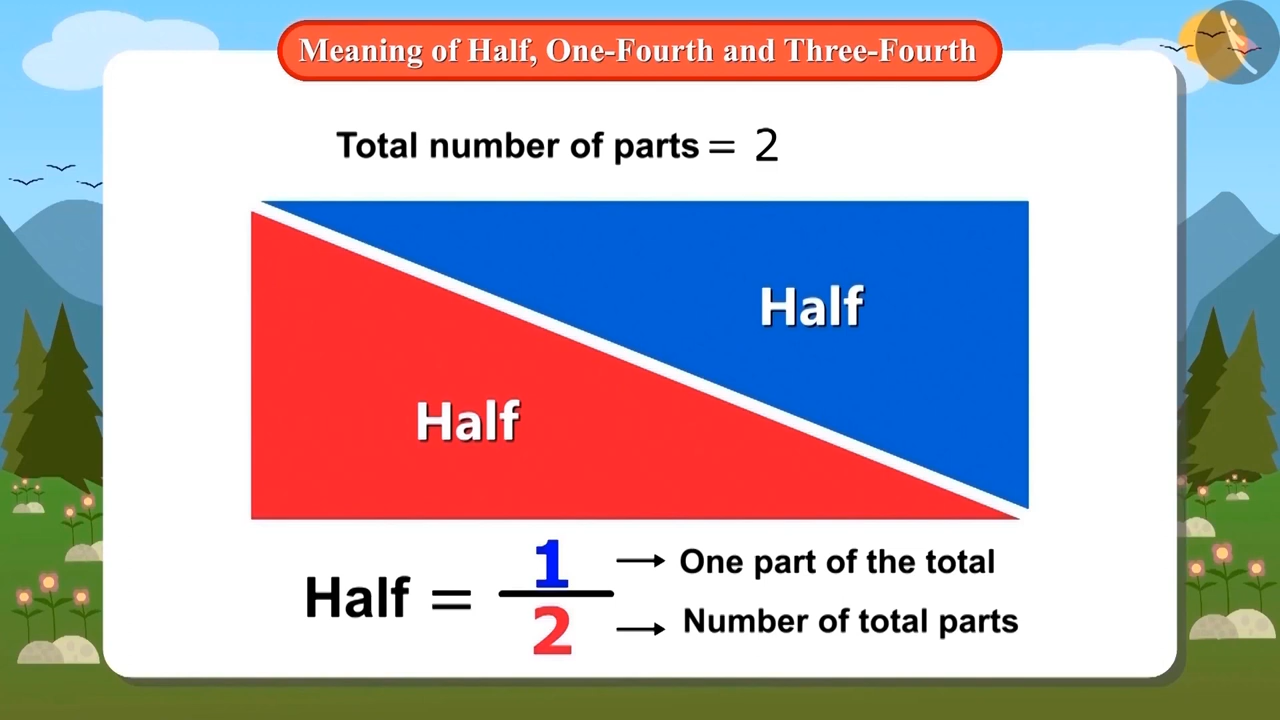 Meaning of Half, One-Fourth and Three-Fourth
Total number of parts = 2
Half
Half
Half = 1/2
→ One part of the total
→ Number of total parts